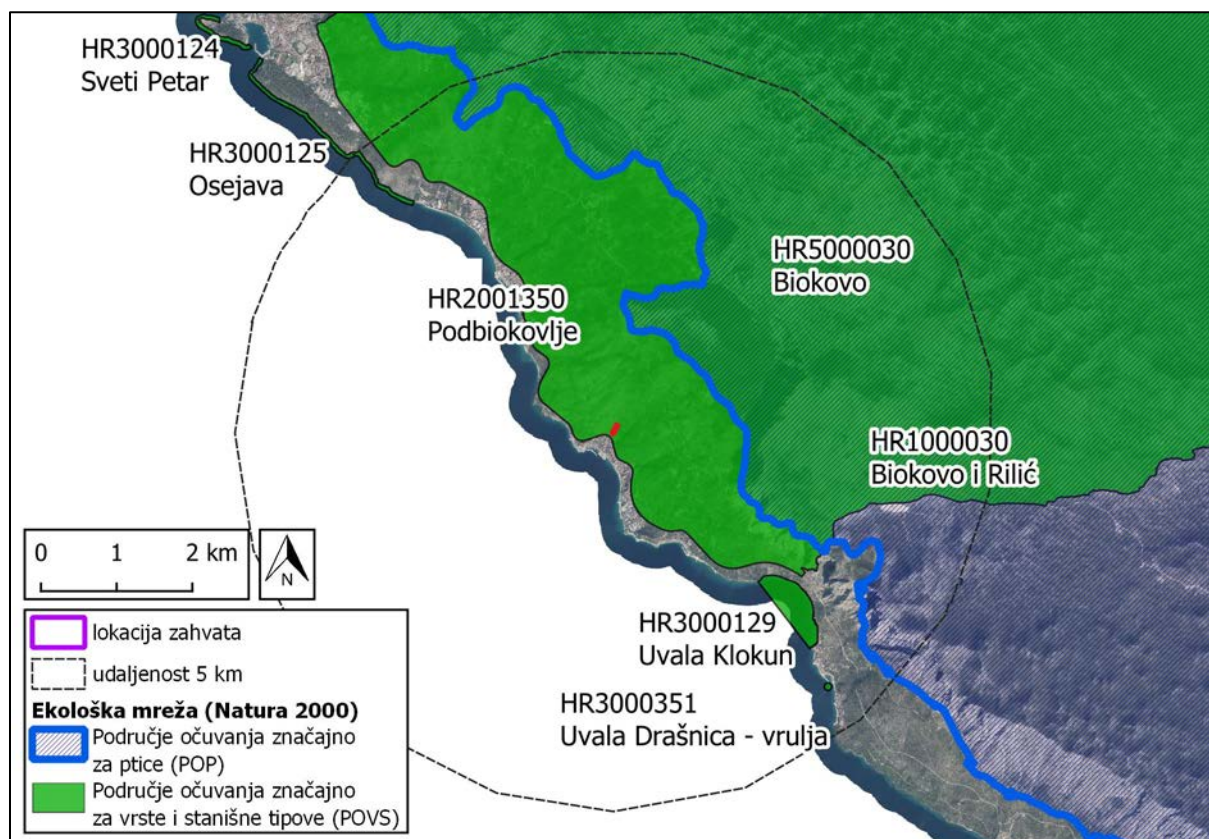 HR3000124
Sveti Petar
HR3000125
Osejava
HR5000030
Biokovo
HR2001350
Podbiokovlje
HR1000030
Biokovo i Rilić
HR3000129
Uvala Klokun
HR3000351
Uvala Drašnica - vrulja
0 1 2 km
N
lokacija zahvata
udaljenost 5 km
Ekološka mreža (Natura 2000)
Područje očuvanja značajno
za ptice (POP)
Područje očuvanja značajno
za vrste i stanišne tipove (POVS)